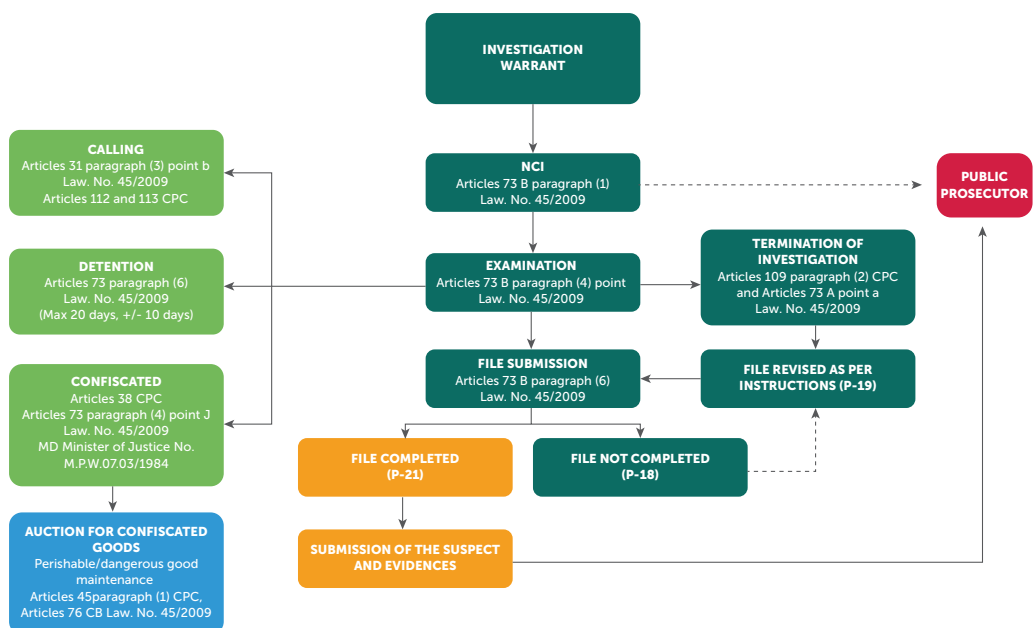 INVESTIGATION
WARRANT
CALLING
Articles 31 paragraph (3) point b
Law. No. 45/2009
Articles 112 and 113 CPC
NCI
Articles 73 B paragraph (1)
Law. No. 45/2009
PUBLIC
PROSECUTOR
DETENTION
Articles 73 paragraph (6)
Law. No. 45/2009
(Max 20 days, +/- 10 days)
EXAMINATION
Articles 73 B paragraph (4) point
Law. No. 45/2009
TERMINATION OF
INVESTIGATION
Articles 109 paragraph (2) CPC
and Articles 73 A point a
Law. No. 45/2009
CONFISCATED
Articles 38 CPC
Articles 73 paragraph (4) point J
Law. No. 45/2009
MD Minister of Justice No.
M.P.W.07.03/1984
FILE SUBMISSION
Articles 73 B paragraph (6)
Law. No. 45/2009
FILE REVISED AS PER
INSTRUCTIONS (P-19)
FILE COMPLETED
(P-21)
FILE NOT COMPLETED
(P-18)
AUCTION FOR CONFISCATED
GOODS
Perishable/dangerous good
maintenance
Articles 45paragraph (1) CPC,
Articles 76 CB Law. No. 45/2009
SUBMISSION OF THE SUSPECT
AND EVIDENCES